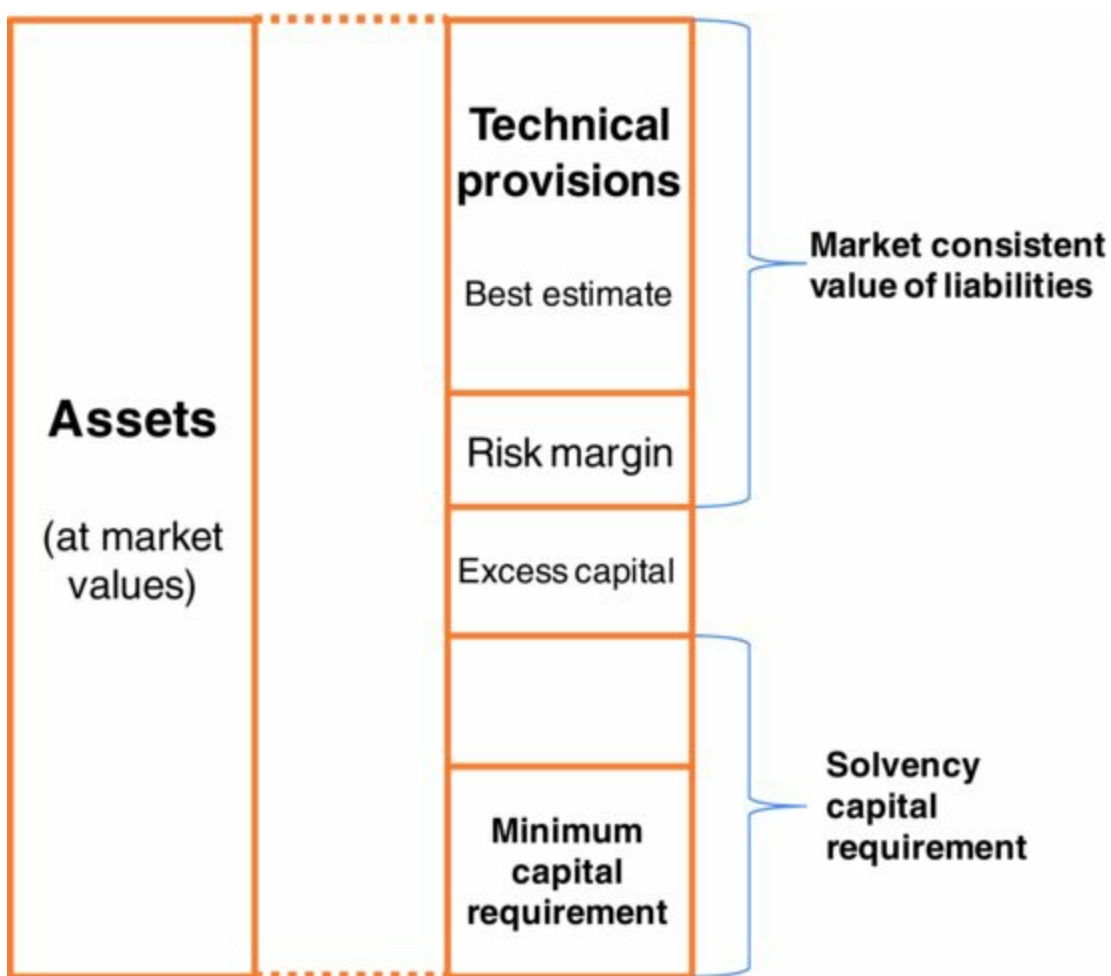 Assets
(at market
values)
Technical
provisions
Best estimate
Risk margin
Excess capital
Minimum
capital
requirement
Market consistent
value of liabilities
Solvency
capital
requirement